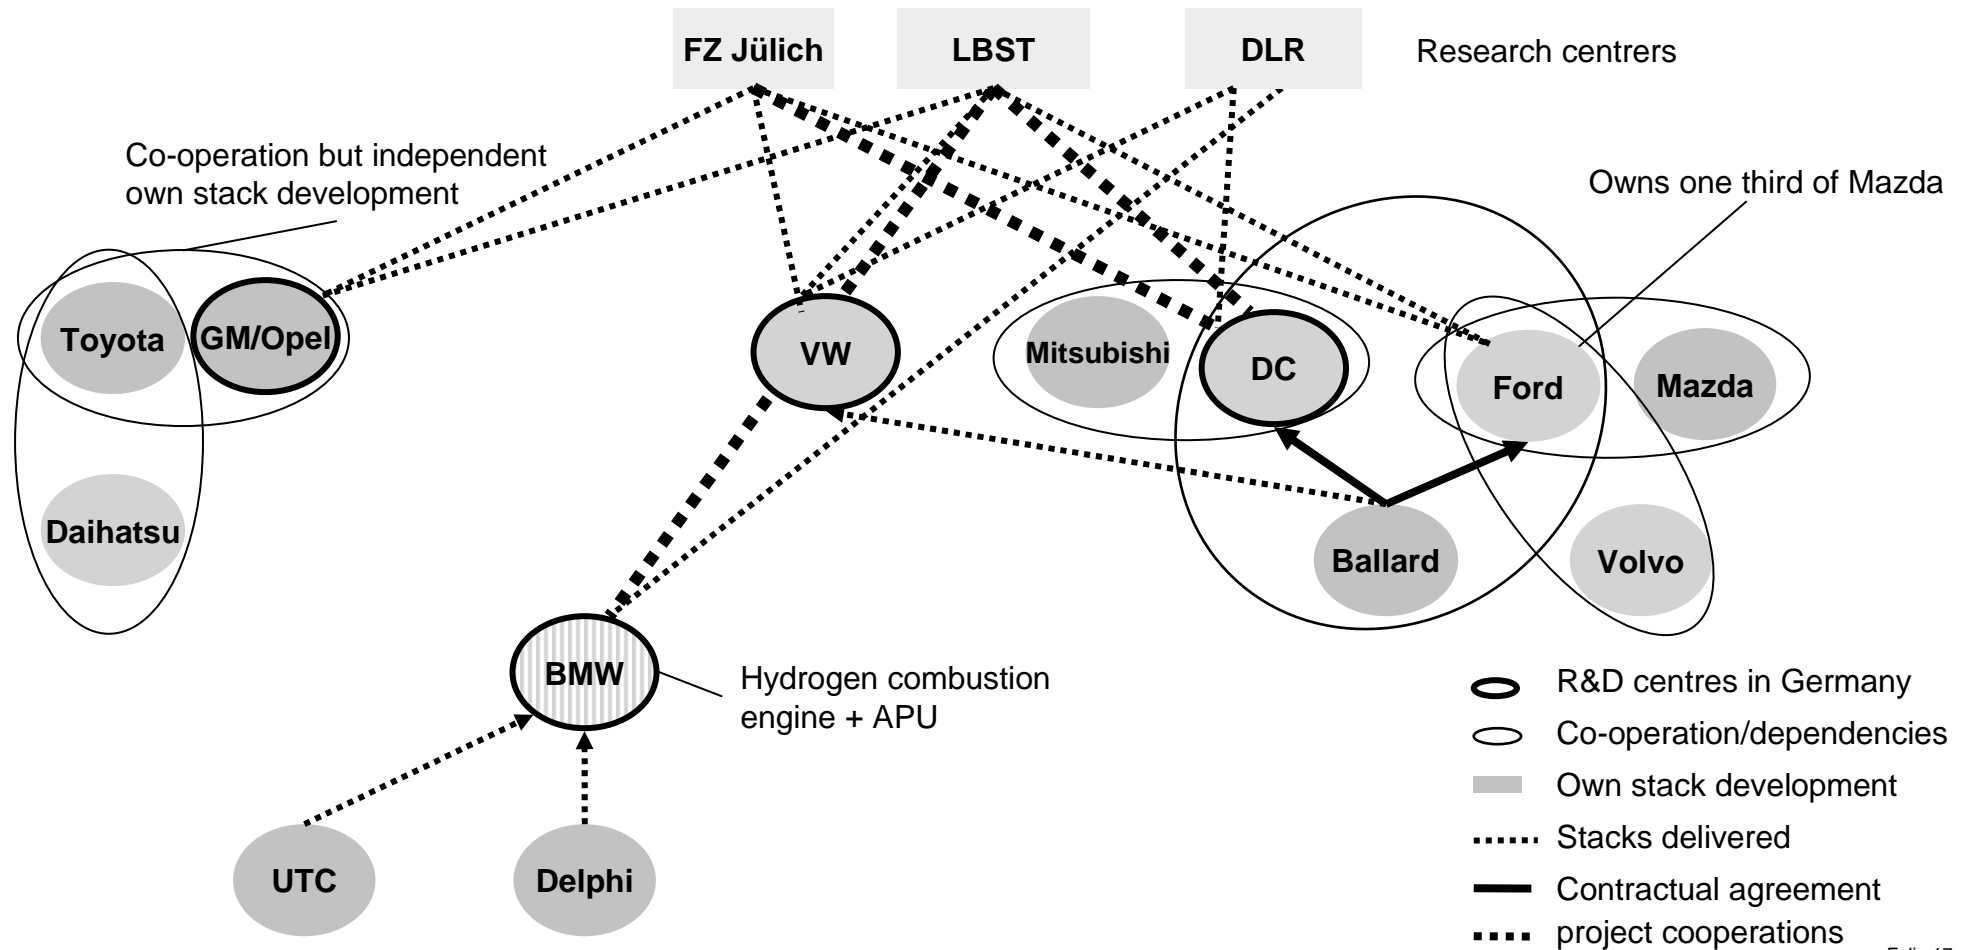 FZ Jülich
LBST
DLR
Research centrers
Co-operation but independent
own stack development
Owns one third of Mazda
Toyota
GM/Opel
VW
Mitsubishi
DC
Ford
Mazda
Daihatsu
Ballard
Volvo
BMW
Hydrogen combustion
engine + APU
UTC
Delphi
R&D centres in Germany
Co-operation/dependencies
Own stack development
Stacks delivered
Contractual agreement
project cooperations